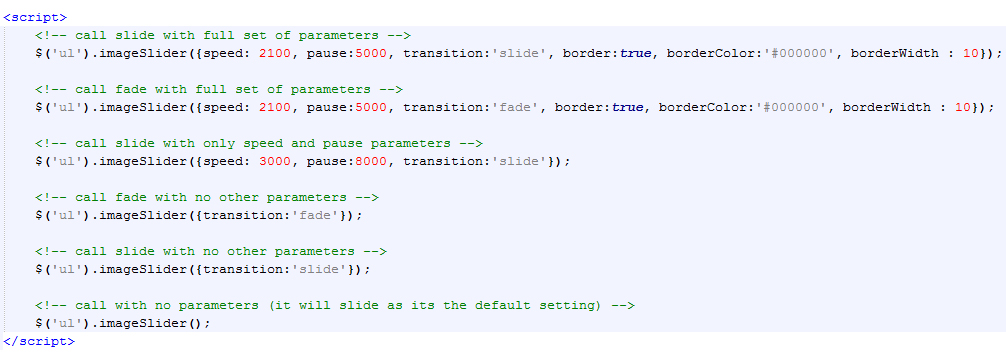 <script>
<!-- call slide with full set of parameters -->
$('ul').imageSlider({speed: 2100, pause:5000, transition:'slide', border:true, borderColor:'#000000', borderWidth : 10});
<!-- call fade with full set of parameters -->
$('ul').imageSlider({speed: 2100, pause:5000, transition:'fade', border:true, borderColor:'#000000', borderWidth : 10});
<!-- call slide with only speed and pause parameters -->
$('ul').imageSlider({speed: 3000, pause:8000, transition:'slide'});
<!-- call fade with no other parameters -->
$('ul').imageSlider({transition:'fade'});
<!-- call slide with no other parameters -->
$('ul').imageSlider({transition:'slide'});
<!-- call with no parameters (it will slide as its the default setting) -->
$('ul').imageSlider();
</script>